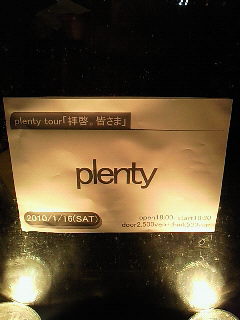 plenty tour「拝啓。皆さま」
plenty
2010/1/16(SAT)
open18:00 start18:30
door2,500yen